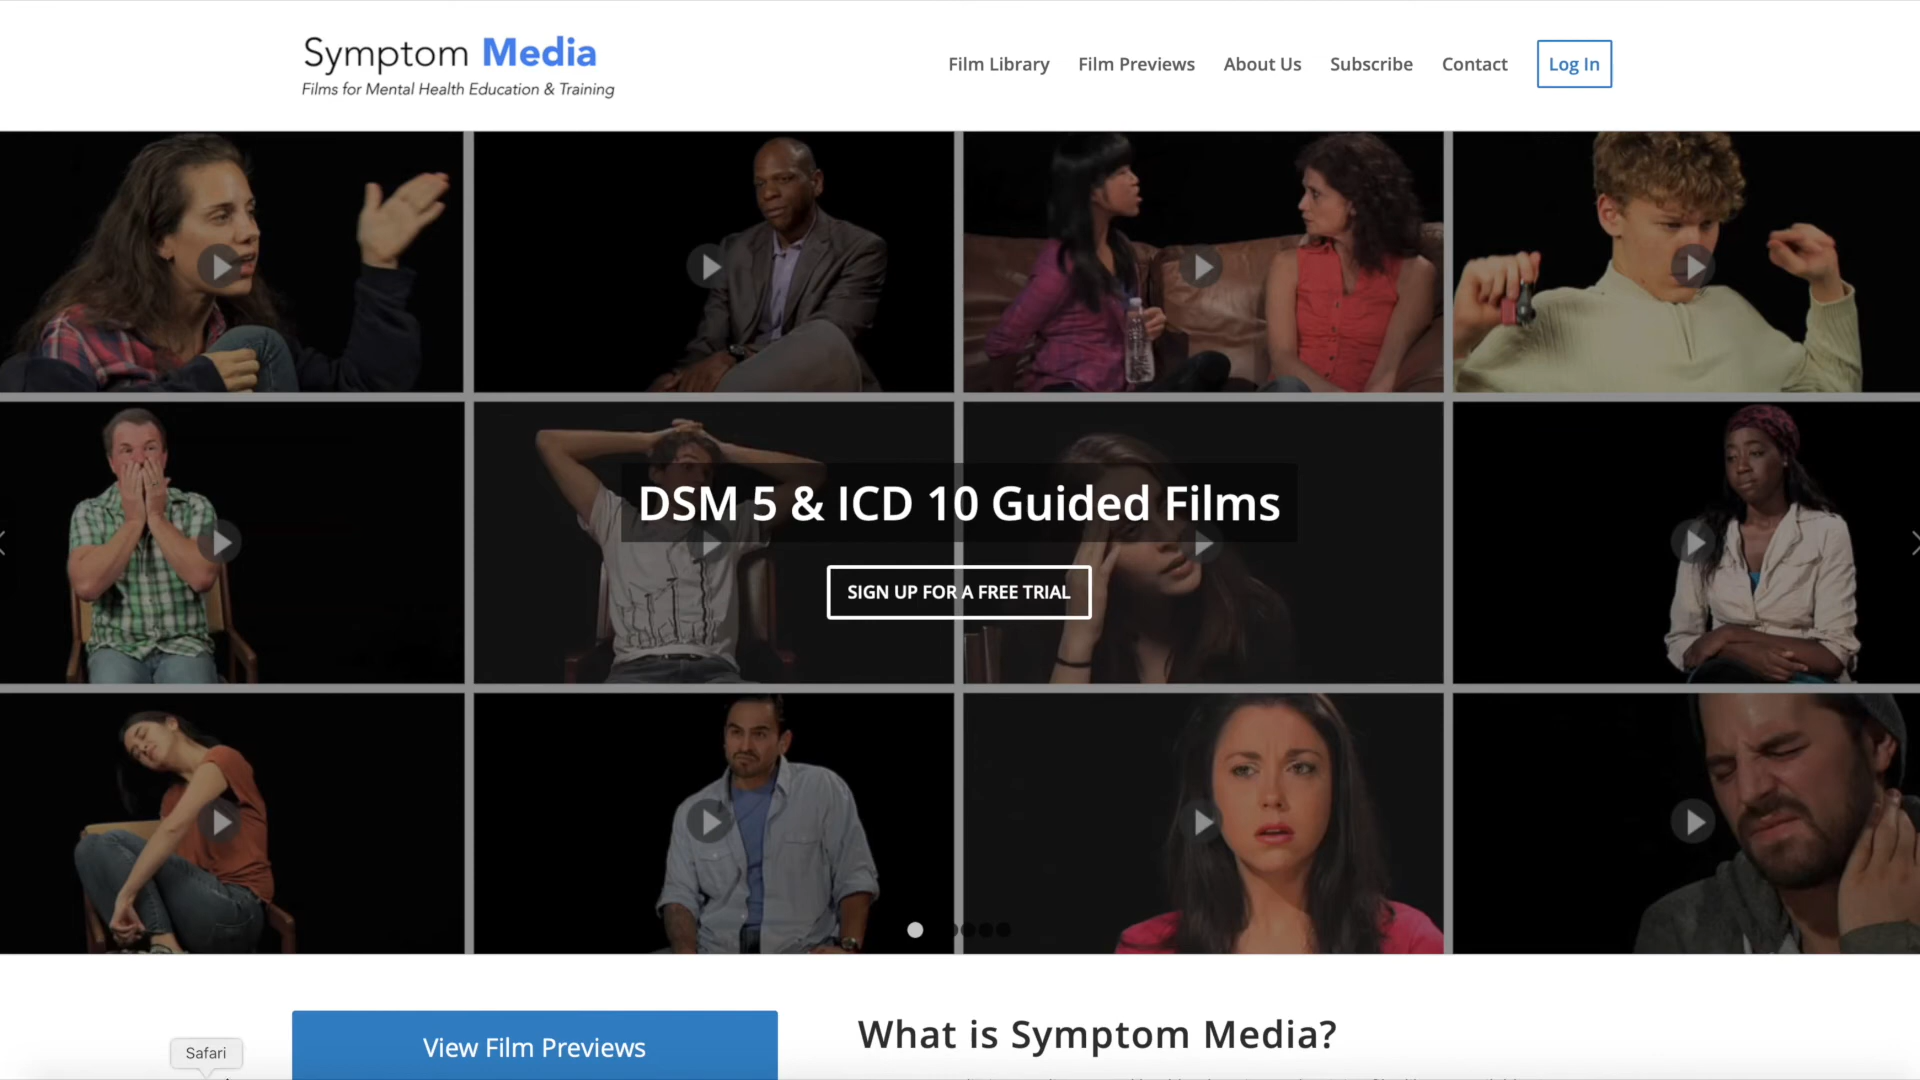 Symptom Media
Films for Mental Health Education & Training
Film Library
Film Previews
About Us
Subscribe
Contact
Log In
DSM 5 & ICD 10 Guided Films
SIGN UP FOR A FREE TRIAL
View Film Previews
What is Symptom Media?
Safari